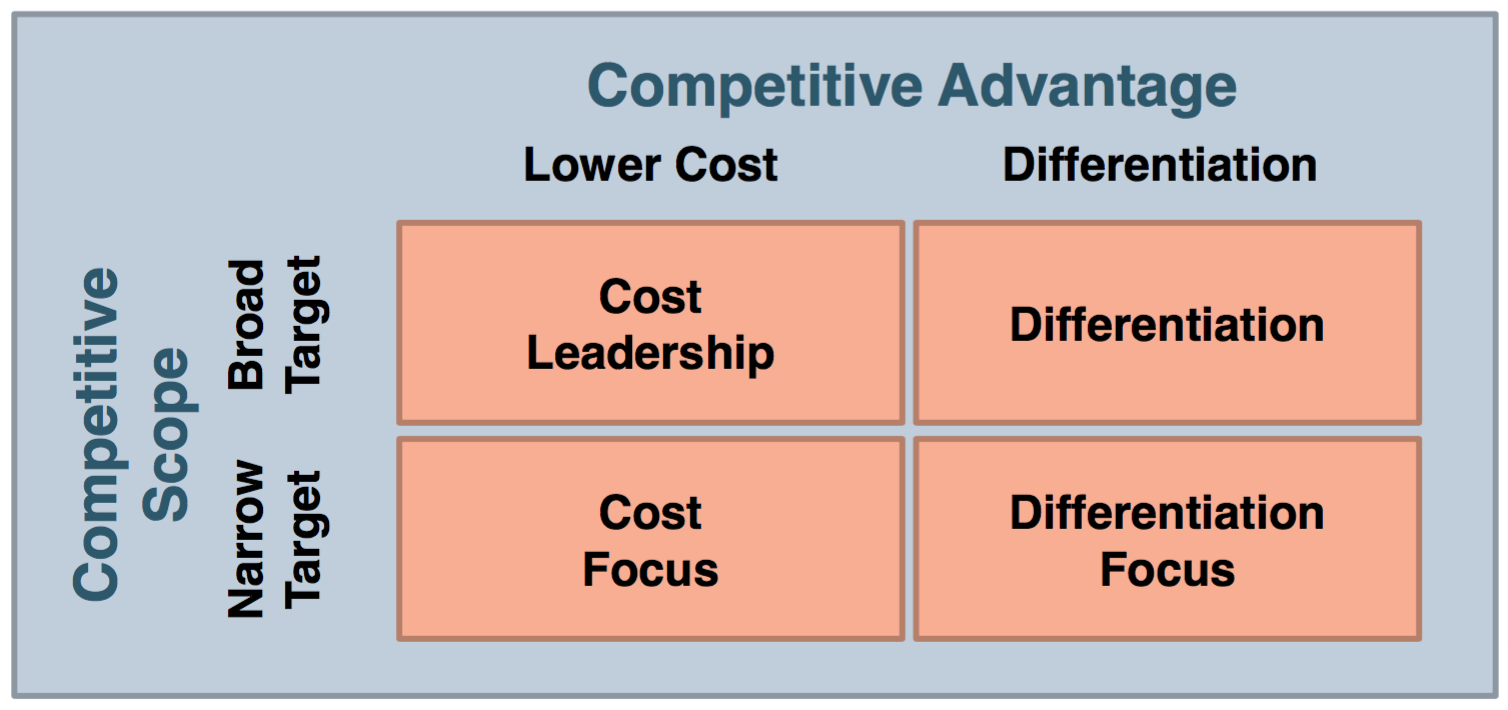 Competitive Advantage
Lower Cost
Differentiation
Competitive
Scope
Broad
Target
Cost
Leadership
Differentiation
Narrow
Target
Cost
Focus
Differentiation
Focus